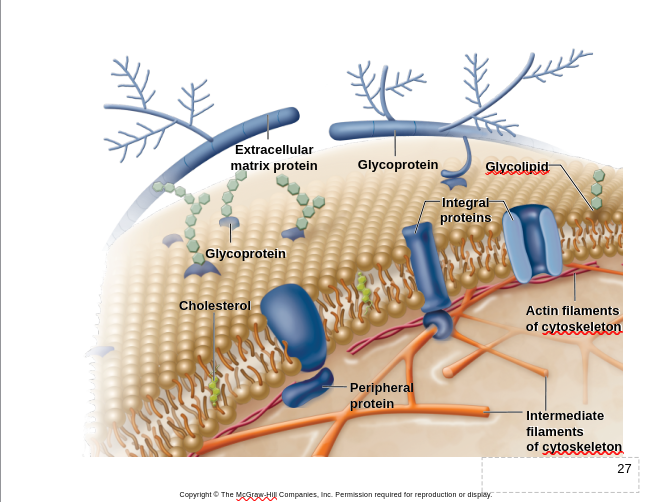 Extracellular
matrix protein
Glycoprotein
Glycolipid
Integral
proteins
Glycoprotein
Cholesterol
Actin filaments
of cytoskeleton
Peripheral
protein
Intermediate
filaments
of cytoskeleton
27
Copyright © The McGraw-Hill Companies, Inc. Permission required for reproduction or display.